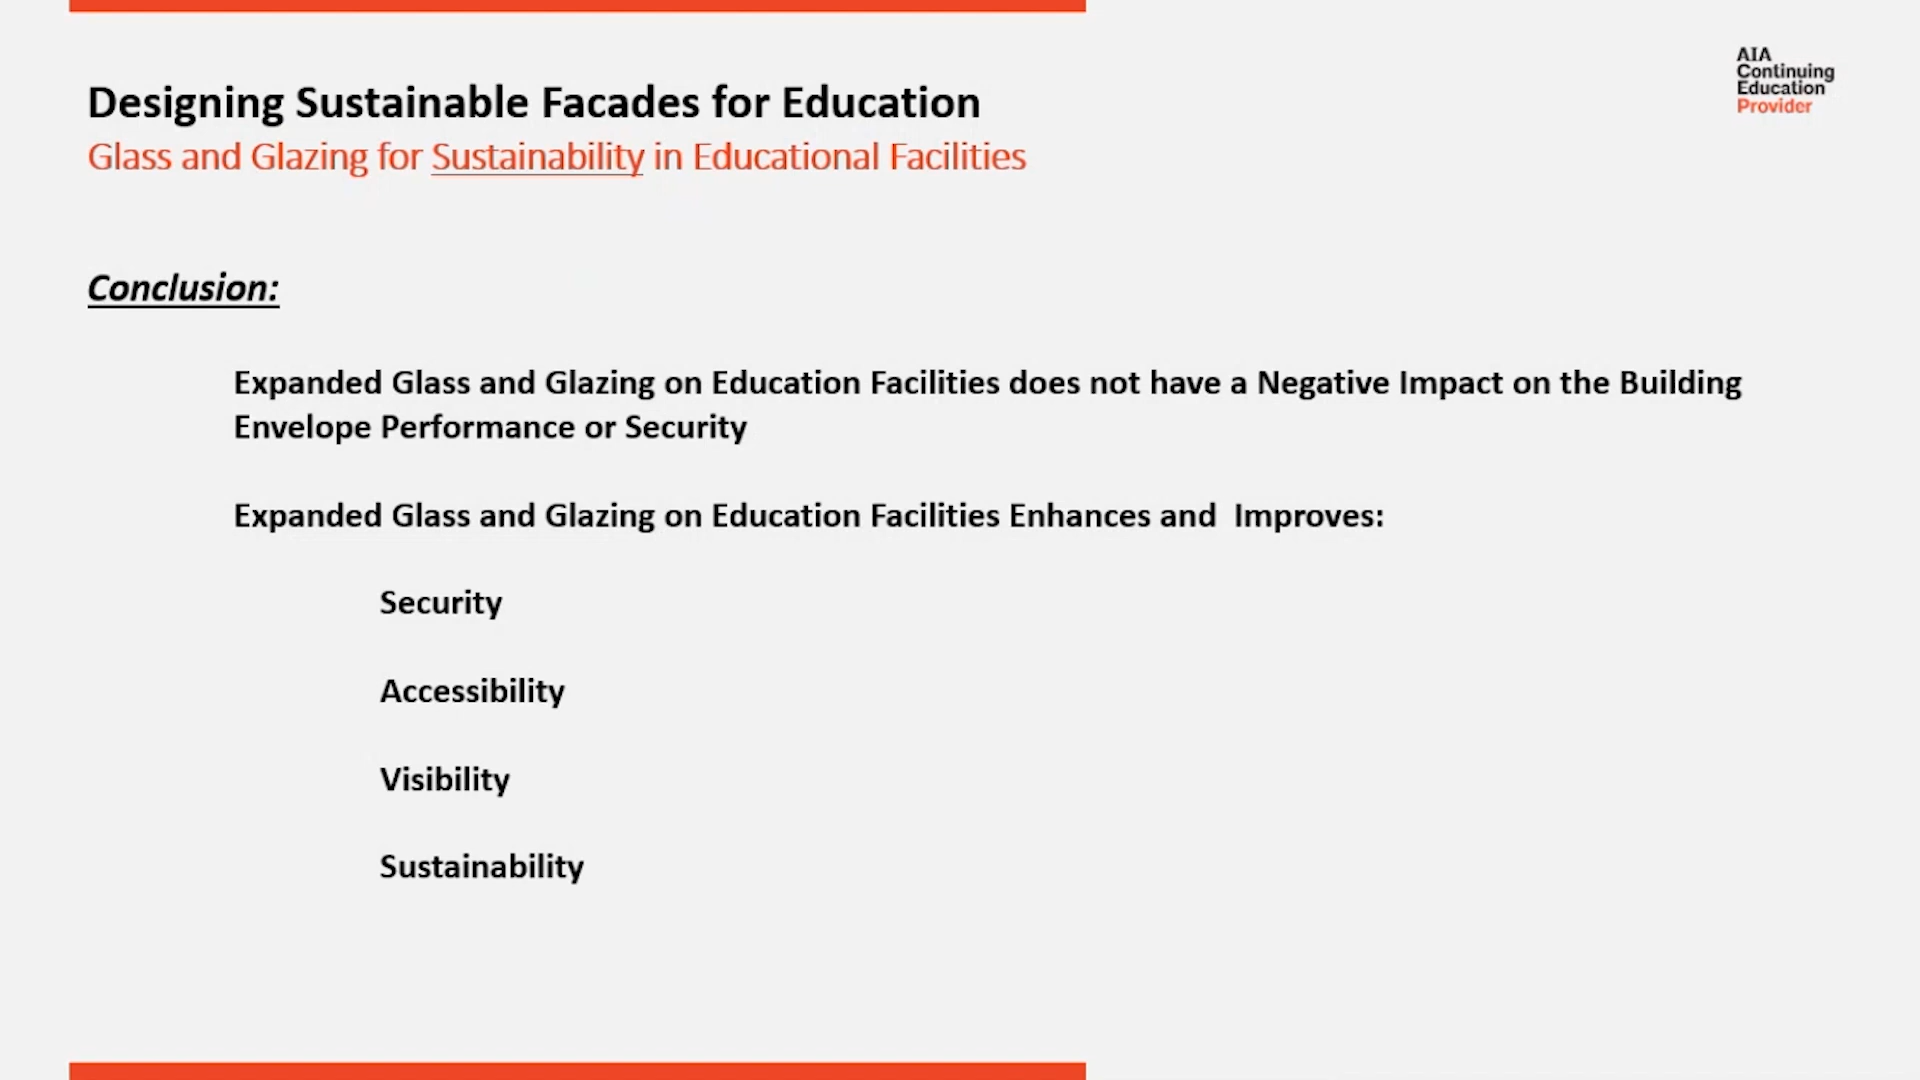 Designing Sustainable Facades for Education
Glass and Glazing for Sustainability in Educational Facilities
AIA
Continuing
Education
Provider
Conclusion:
Expanded Glass and Glazing on Education Facilities does not have a Negative Impact on the Building
Envelope Performance or Security
Expanded Glass and Glazing on Education Facilities Enhances and  Improves:
Security
Accessibility
Visibility
Sustainability